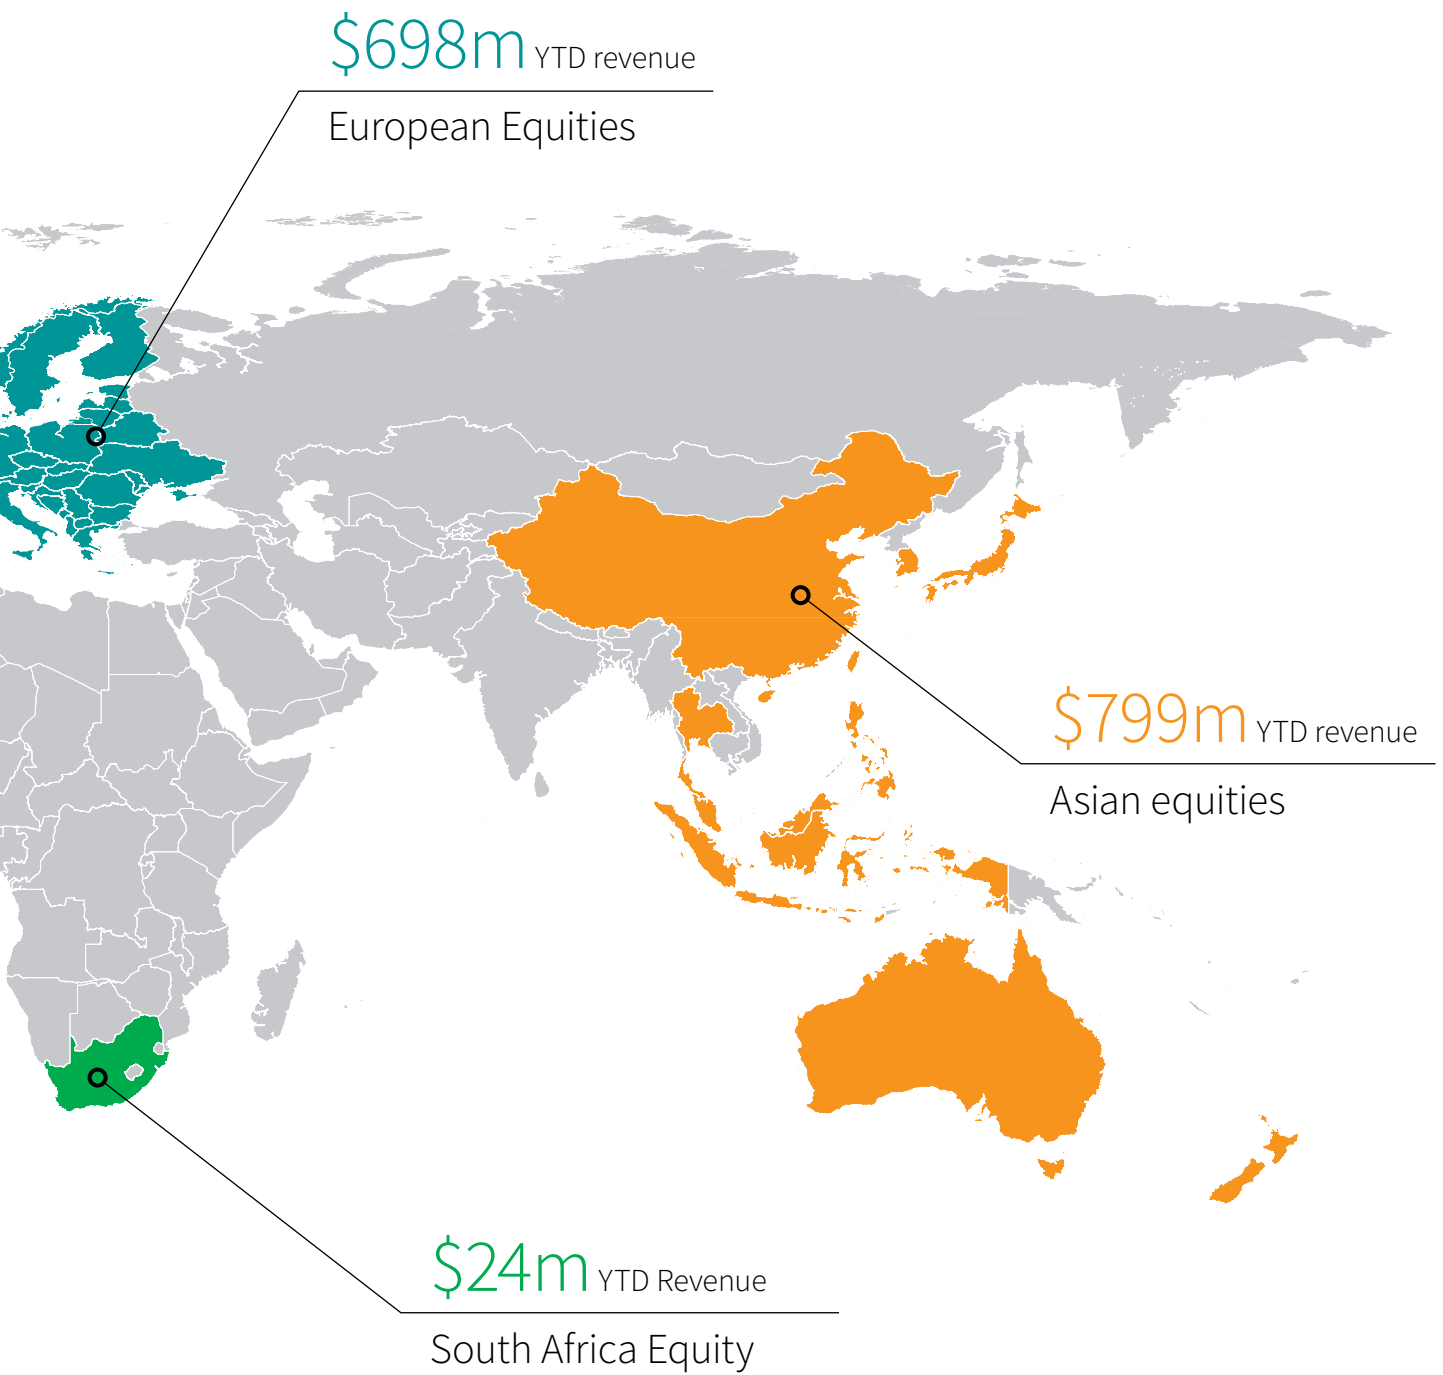 $698m YTD revenue
European Equities
$799m YTD revenue
Asian equities
$24m YTD Revenue
South Africa Equity